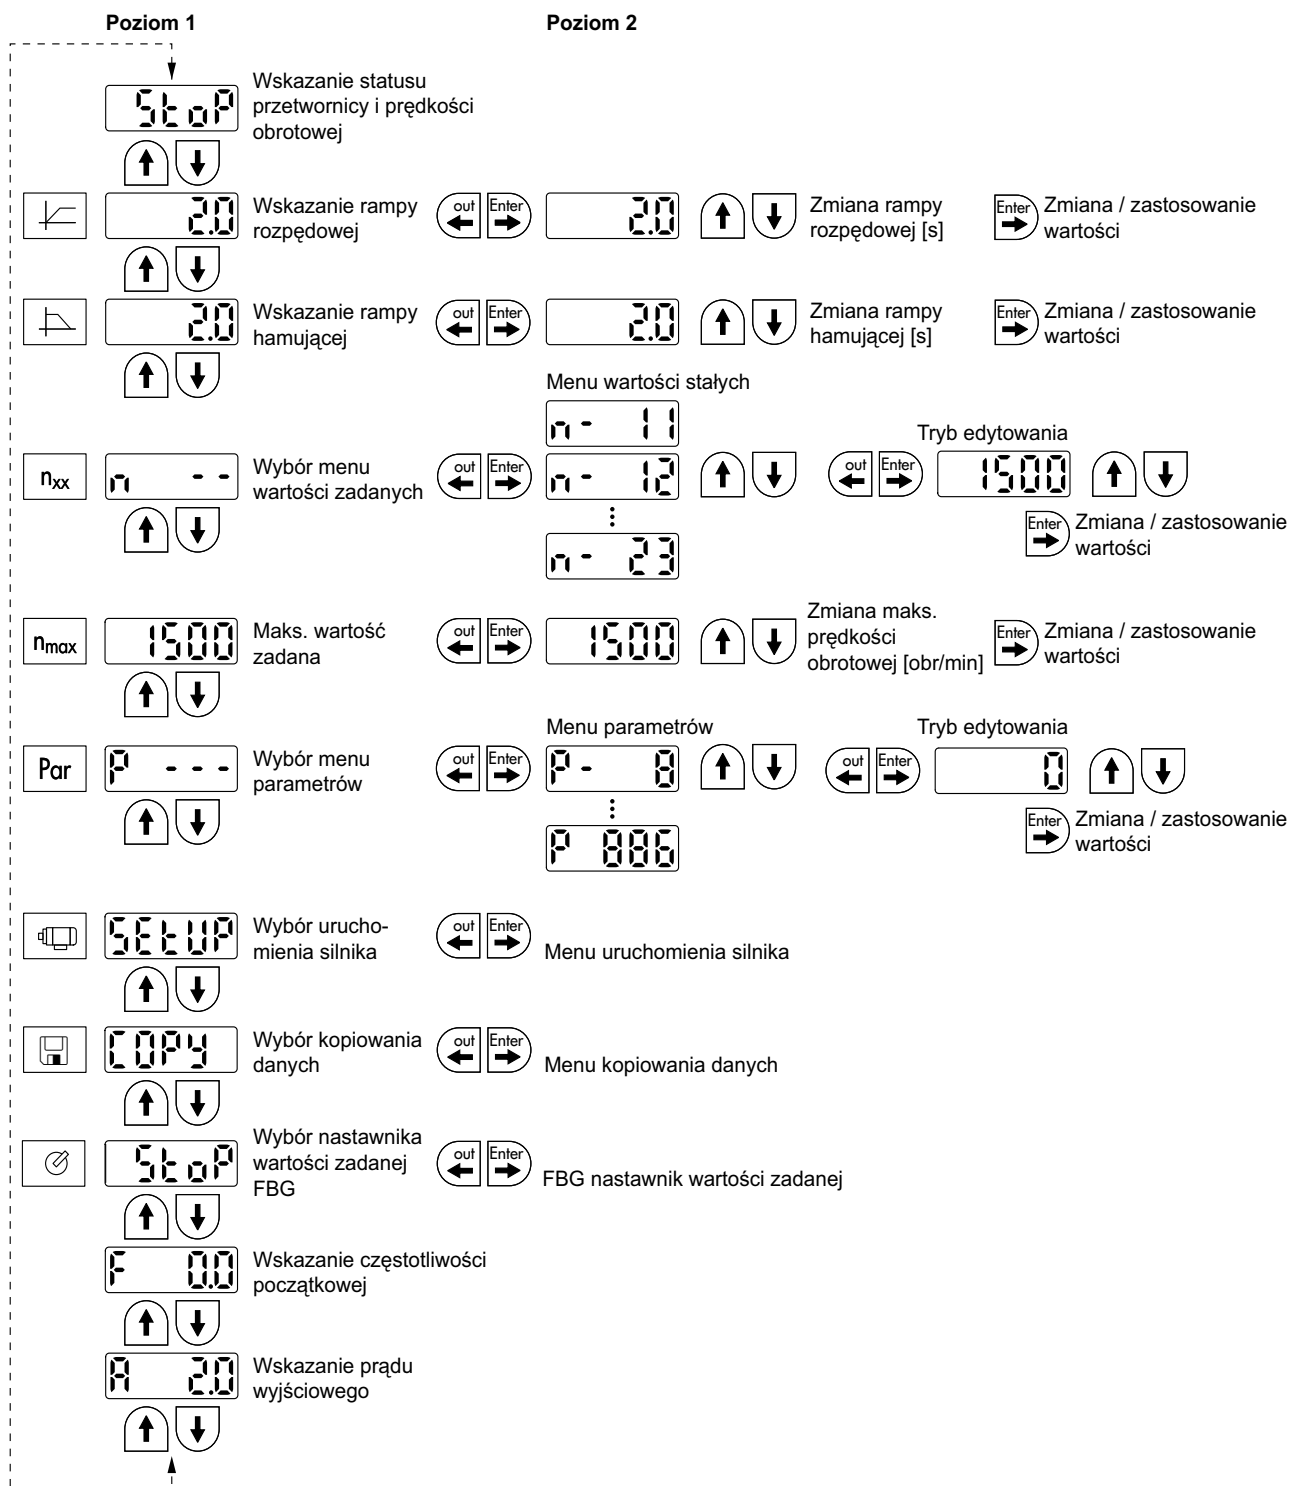 Poziom 1
Poziom 2
StoP
Wskazanie statusu
przetwornicy i prędkości
obrotowej
2.0
Wskazanie rampy
rozpędowej
out
Enter
2.0
Zmiana rampy
rozpędowej [s]
Enter
Zmiana / zastosowanie
wartości
2.0
Wskazanie rampy
hamującej
out
Enter
2.0
Zmiana rampy
hamującej [s]
Enter
Zmiana / zastosowanie
wartości
Menu wartości stałych
n- 11
nxx
n --
Wybór menu
wartości zadanych
out
Enter
n- 12
n- 23
Tryb edytowania
out
Enter
1500
Enter
Zmiana / zastosowanie
wartości
nmax
1500
Maks. wartość
zadana
out
Enter
1500
Zmiana maks.
prędkości
obrotowej [obr/min]
Enter
Zmiana / zastosowanie
wartości
Par
P ---
Wybór menu
parametrów
out
Enter
Menu parametrów
P- 8
P 886
Tryb edytowania
out
Enter
0
Enter
Zmiana / zastosowanie
wartości
SEtUP
Wybór urucho-
mienia silnika
out
Enter
Menu uruchomienia silnika
COPY
Wybór kopiowania
danych
out
Enter
Menu kopiowania danych
StoP
Wybór nastawnika
wartości zadanej
FBG
out
Enter
FBG nastawnik wartości zadanej
F 0.0
Wskazanie częstotliwości
początkowej
A 2.0
Wskazanie prądu
wyjściowego